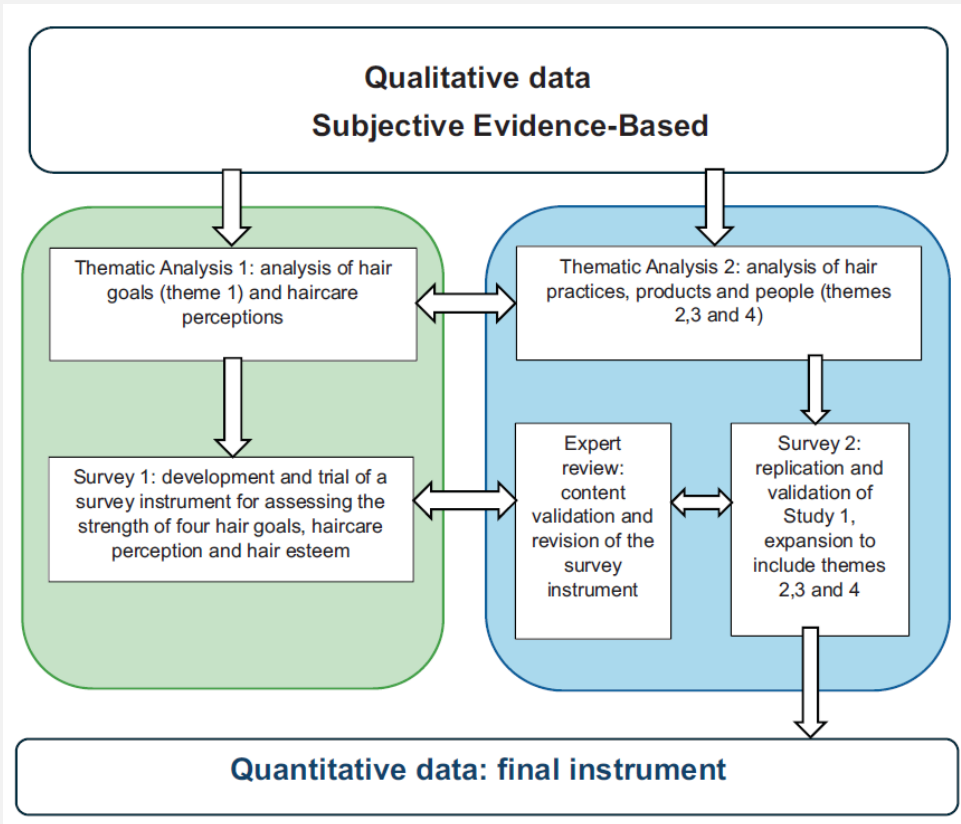 Qualitative data
Subjective Evidence-Based
Thematic Analysis 1: analysis of hair
goals (theme 1) and haircare
perceptions
Thematic Analysis 2: analysis of hair
practices, products and people (themes
2,3 and 4)
Survey 1: development and trial of a
survey instrument for assessing the
strength of four hair goals, haircare
perception and hair esteem
Expert
review:
content
validation and
revision of the
survey
instrument
Survey 2:
replication and
validation of
Study 1,
expansion to
include themes
2,3 and 4
Quantitative data: final instrument